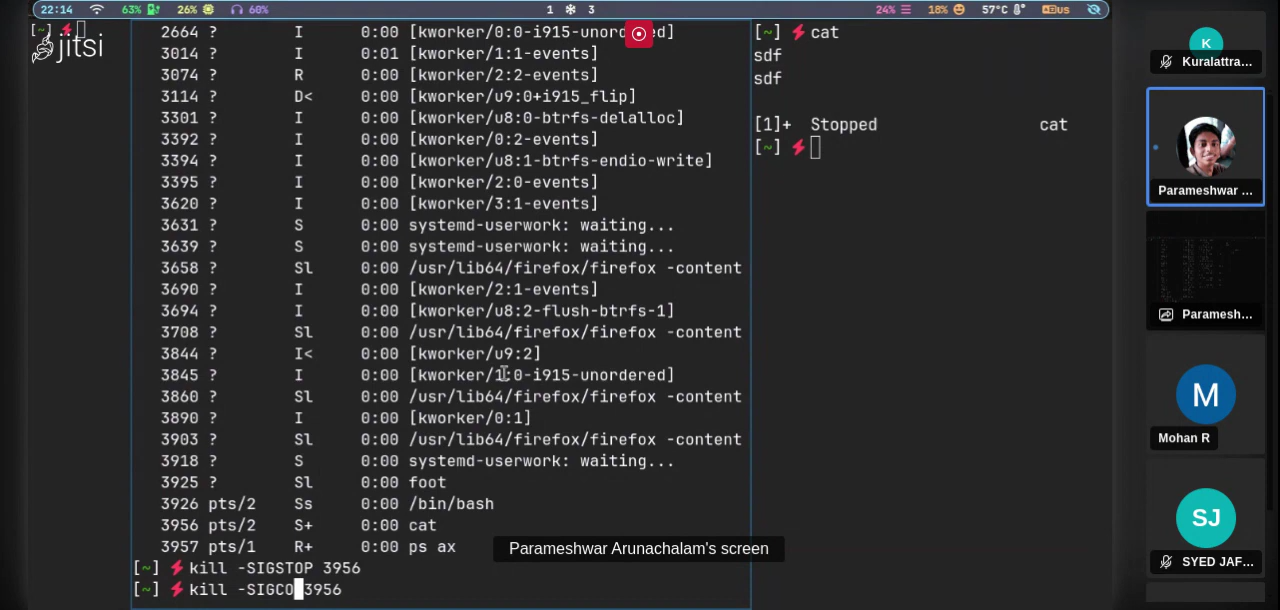 22:14 63% 26% 60% 1 3 24% 18% 57°C us
[~]
jitsi
2664 ? I 0:00 [kworker/0:0-i915-unordered]
3014 ? I 0:01 [kworker/1:1-events]
3074 ? R 0:00 [kworker/2:2-events]
3114 ? D< 0:00 [kworker/u9:0+i915_flip]
3301 ? I 0:00 [kworker/u8:0-btrfs-delalloc]
3392 ? I 0:00 [kworker/0:2-events]
3394 ? I 0:00 [kworker/u8:1-btrfs-endio-write]
3395 ? I 0:00 [kworker/2:0-events]
3620 ? I 0:00 [kworker/3:1-events]
3631 ? S 0:00 systemd-userwork: waiting...
3639 ? S 0:00 systemd-userwork: waiting...
3658 ? Sl 0:00 /usr/lib64/firefox/firefox -content
3690 ? I 0:00 [kworker/2:1-events]
3694 ? I 0:00 [kworker/u8:2-flush-btrfs-1]
3708 ? Sl 0:00 /usr/lib64/firefox/firefox -content
3844 ? I< 0:00 [kworker/u9:2]
3845 ? I 0:00 [kworker/1:0-i915-unordered]
3860 ? Sl 0:00 /usr/lib64/firefox/firefox -content
3890 ? I 0:00 [kworker/0:1]
3903 ? Sl 0:00 /usr/lib64/firefox/firefox -content
3918 ? S 0:00 systemd-userwork: waiting...
3925 ? Sl 0:00 foot
3926 pts/2 Ss 0:00 /bin/bash
3956 pts/2 S+ 0:00 cat
3957 pts/1 R+ 0:00 ps ax
[~] kill -SIGSTOP 3956
[~] kill -SIGCO 3956
[~] cat
sdf
sdf
[1]+ Stopped cat
[~]
Parameshwar Arunachalam's screen
K
Kuralattra...
Parameshwar ...
Paramesh...
M
Mohan R
SJ
SYED JAF...